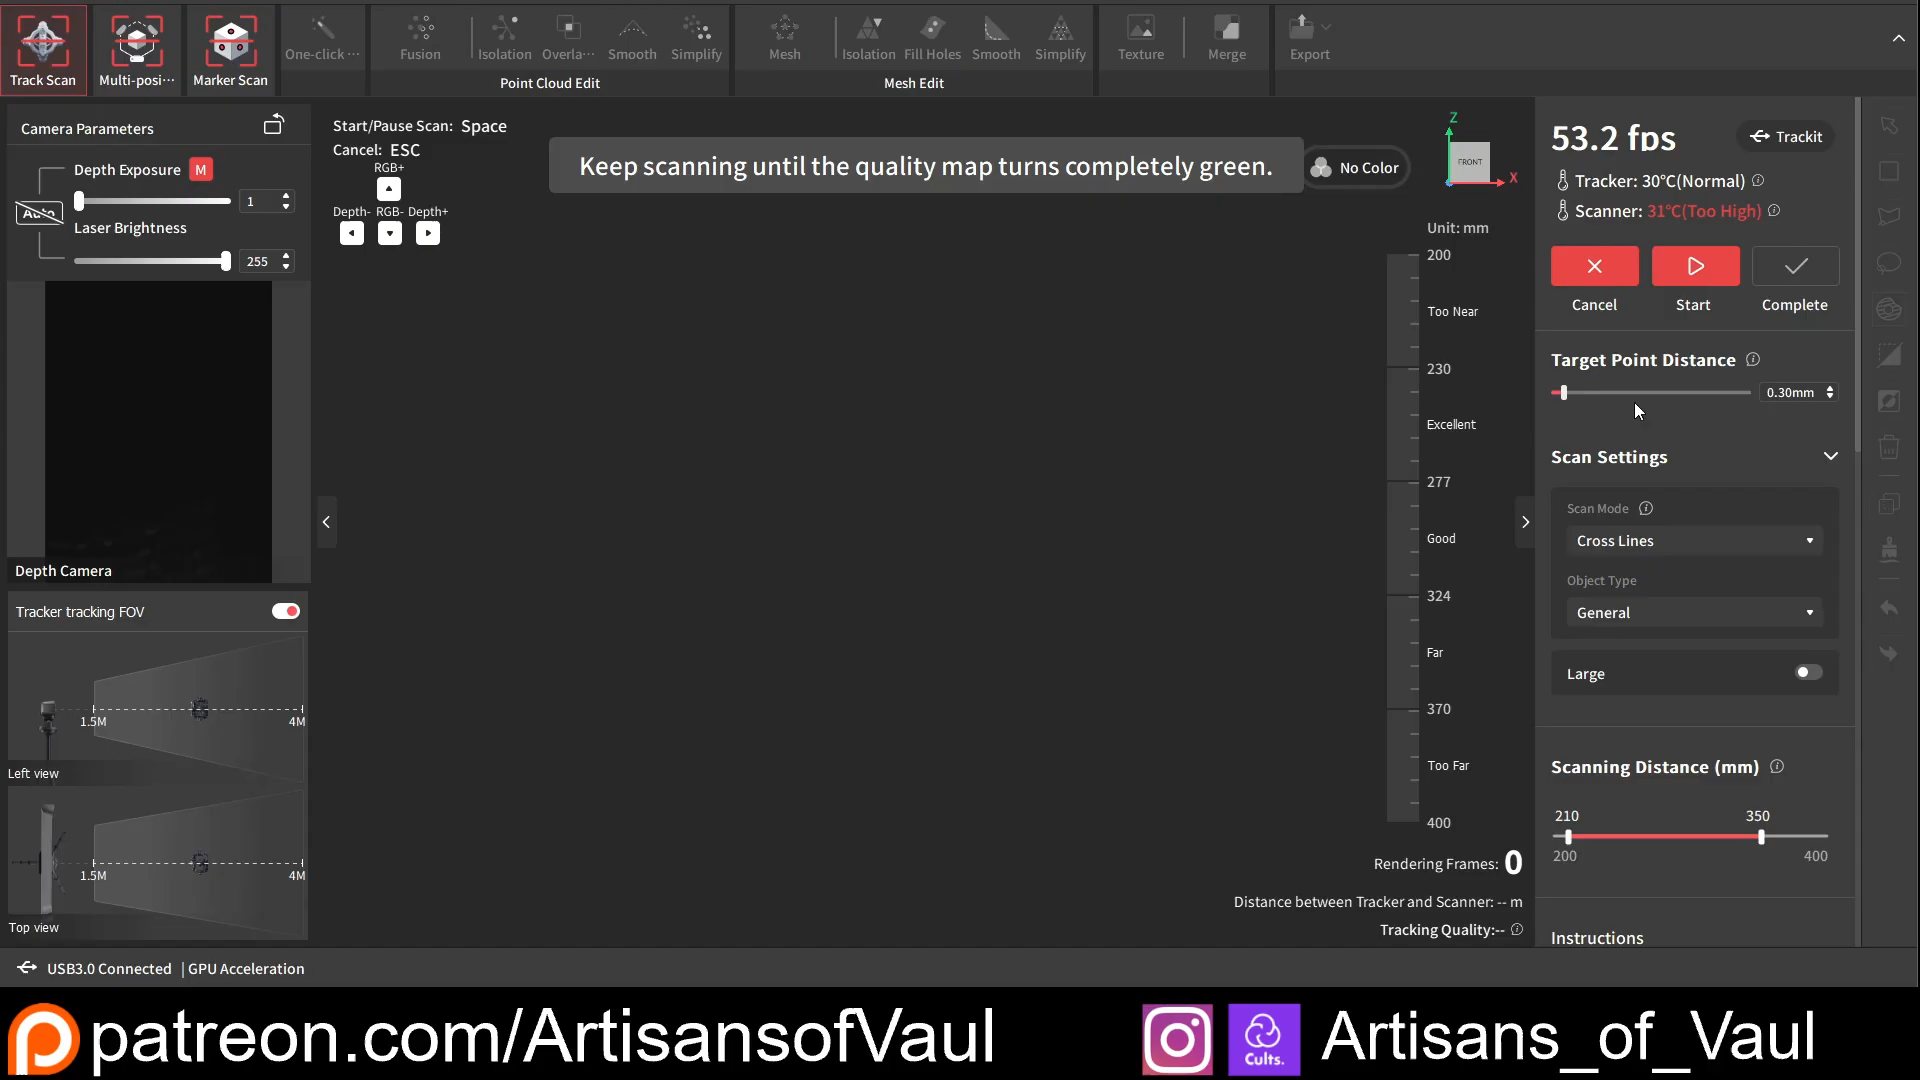 Track Scan
Multi-posi···
Marker Scan
One-click ···
Fusion
Isolation
Overla···
Smooth
Simplify
Point Cloud Edit
Mesh
Isolation
Fill Holes
Smooth
Simplify
Mesh Edit
Texture
Merge
Export
Camera Parameters
Depth Exposure M
1
Auto
Laser Brightness
255
Depth Camera
Tracker tracking FOV
1.5M
4M
Left view
1.5M
4M
Top view
Start/Pause Scan: Space
Cancel: ESC
RGB+
Depth- RGB- Depth+
Keep scanning until the quality map turns completely green.
No Color
Z
FRONT
X
Unit: mm
200
Too Near
230
Excellent
277
Good
324
Far
370
Too Far
400
Rendering Frames: 0
Distance between Tracker and Scanner: -- m
Tracking Quality:--
53.2 fps
Trackit
Tracker: 30℃(Normal)
Scanner: 31℃(Too High)
Cancel
Start
Complete
Target Point Distance
0.30mm
Scan Settings
Scan Mode
Cross Lines
Object Type
General
Large
Scanning Distance (mm)
210
350
200
400
Instructions
USB3.0 Connected | GPU Acceleration
patreon.com/ArtisansofVaul
Cults.
Artisans_of_Vaul